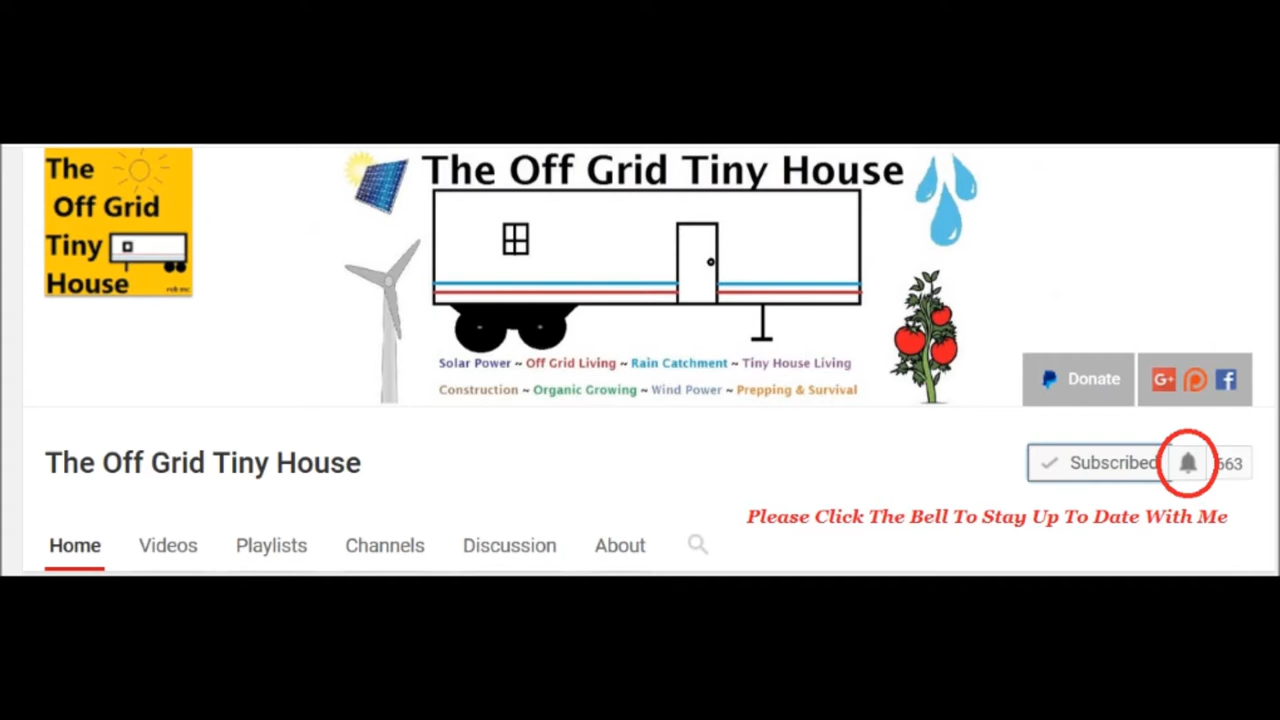 The
Off Grid
Tiny
House
The Off Grid Tiny House
Solar Power ~ Off Grid Living ~ Rain Catchment ~ Tiny House Living
Construction ~ Organic Growing ~ Wind Power ~ Prepping & Survival
Donate G+ f
The Off Grid Tiny House
Subscribed 663
Please Click The Bell To Stay Up To Date With Me
Home Videos Playlists Channels Discussion About